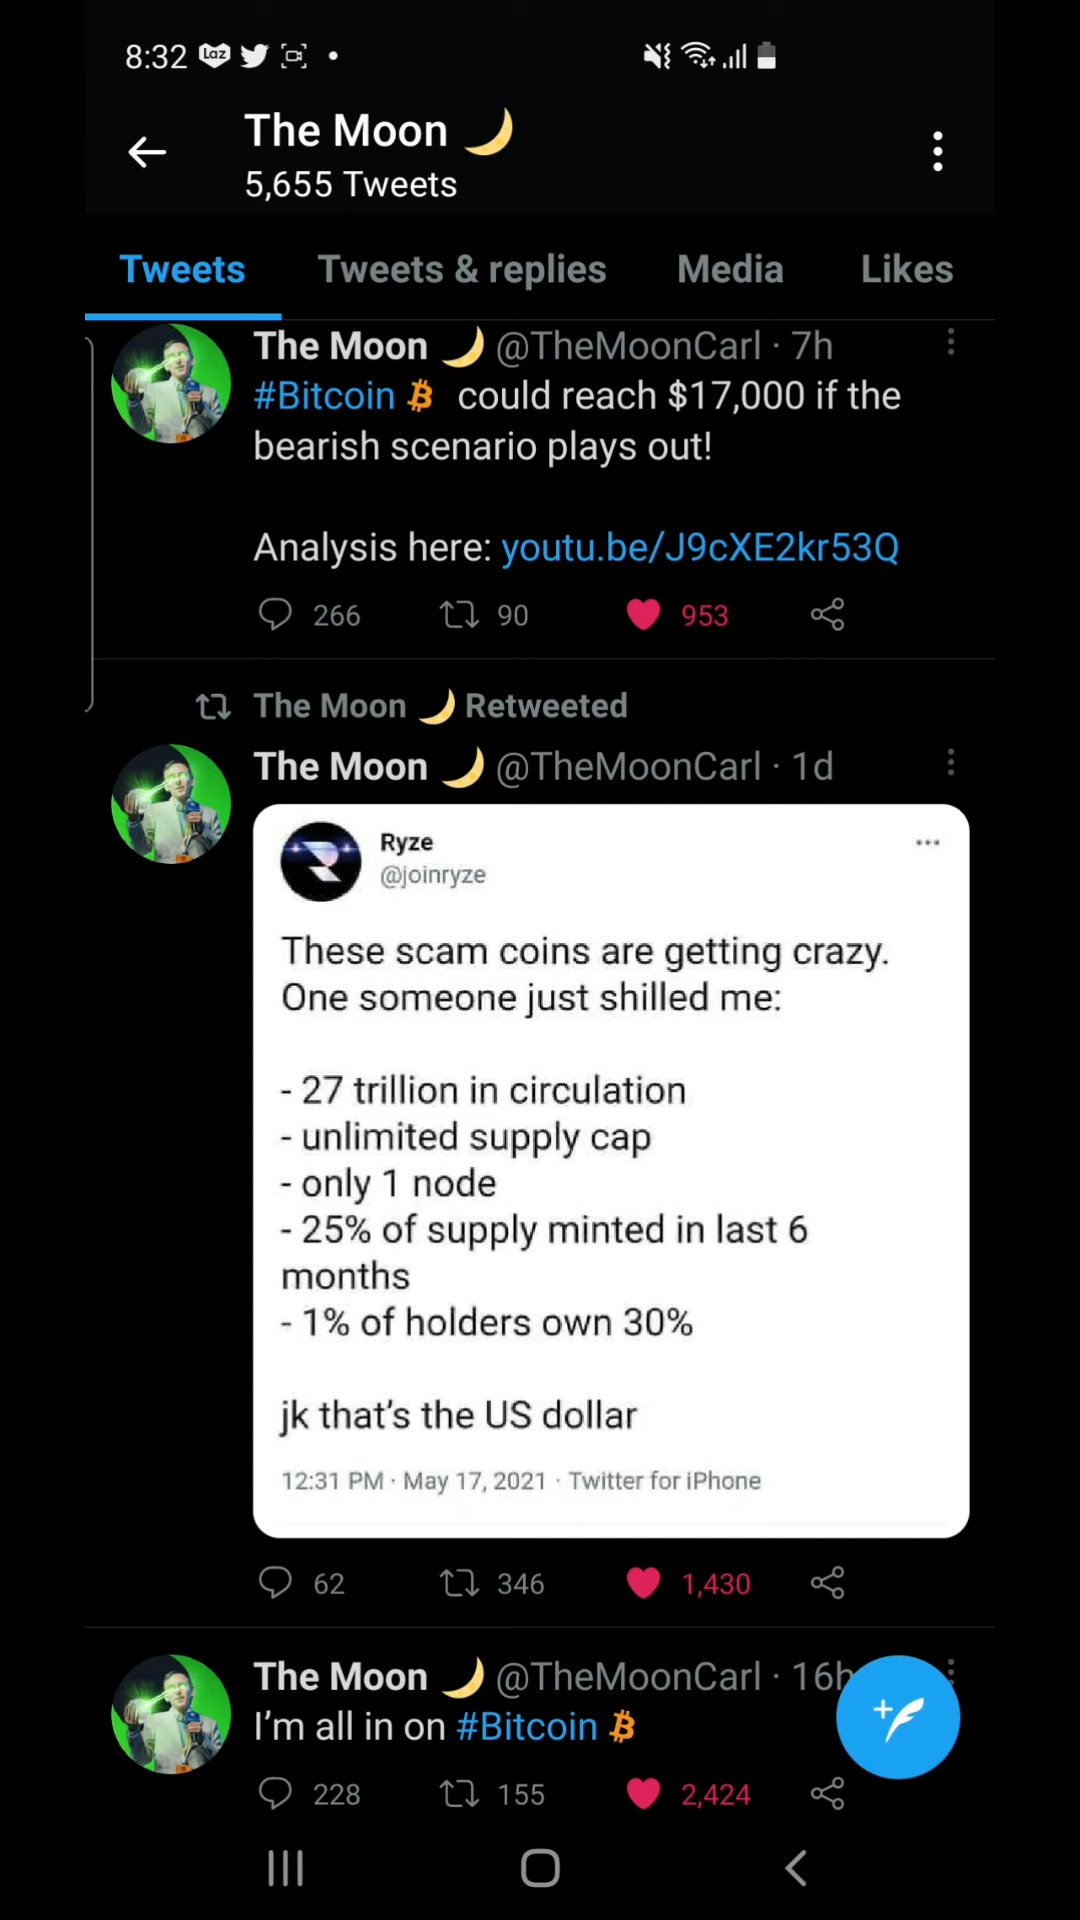 8:32
Laz
The Moon 🌙
5,655 Tweets
Tweets Tweets & replies Media Likes
The Moon 🌙 @TheMoonCarl · 7h
#Bitcoin ₿ could reach $17,000 if the
bearish scenario plays out!
Analysis here: youtu.be/J9cXE2kr53Q
266 90 953
The Moon 🌙 Retweeted
The Moon 🌙 @TheMoonCarl · 1d
Ryze
@joinryze
These scam coins are getting crazy.
One someone just shilled me:
- 27 trillion in circulation
- unlimited supply cap
- only 1 node
- 25% of supply minted in last 6
months
- 1% of holders own 30%
jk that's the US dollar
12:31 PM · May 17, 2021 · Twitter for iPhone
62 346 1,430
The Moon 🌙 @TheMoonCarl · 16h
I'm all in on #Bitcoin ₿
228 155 2,424